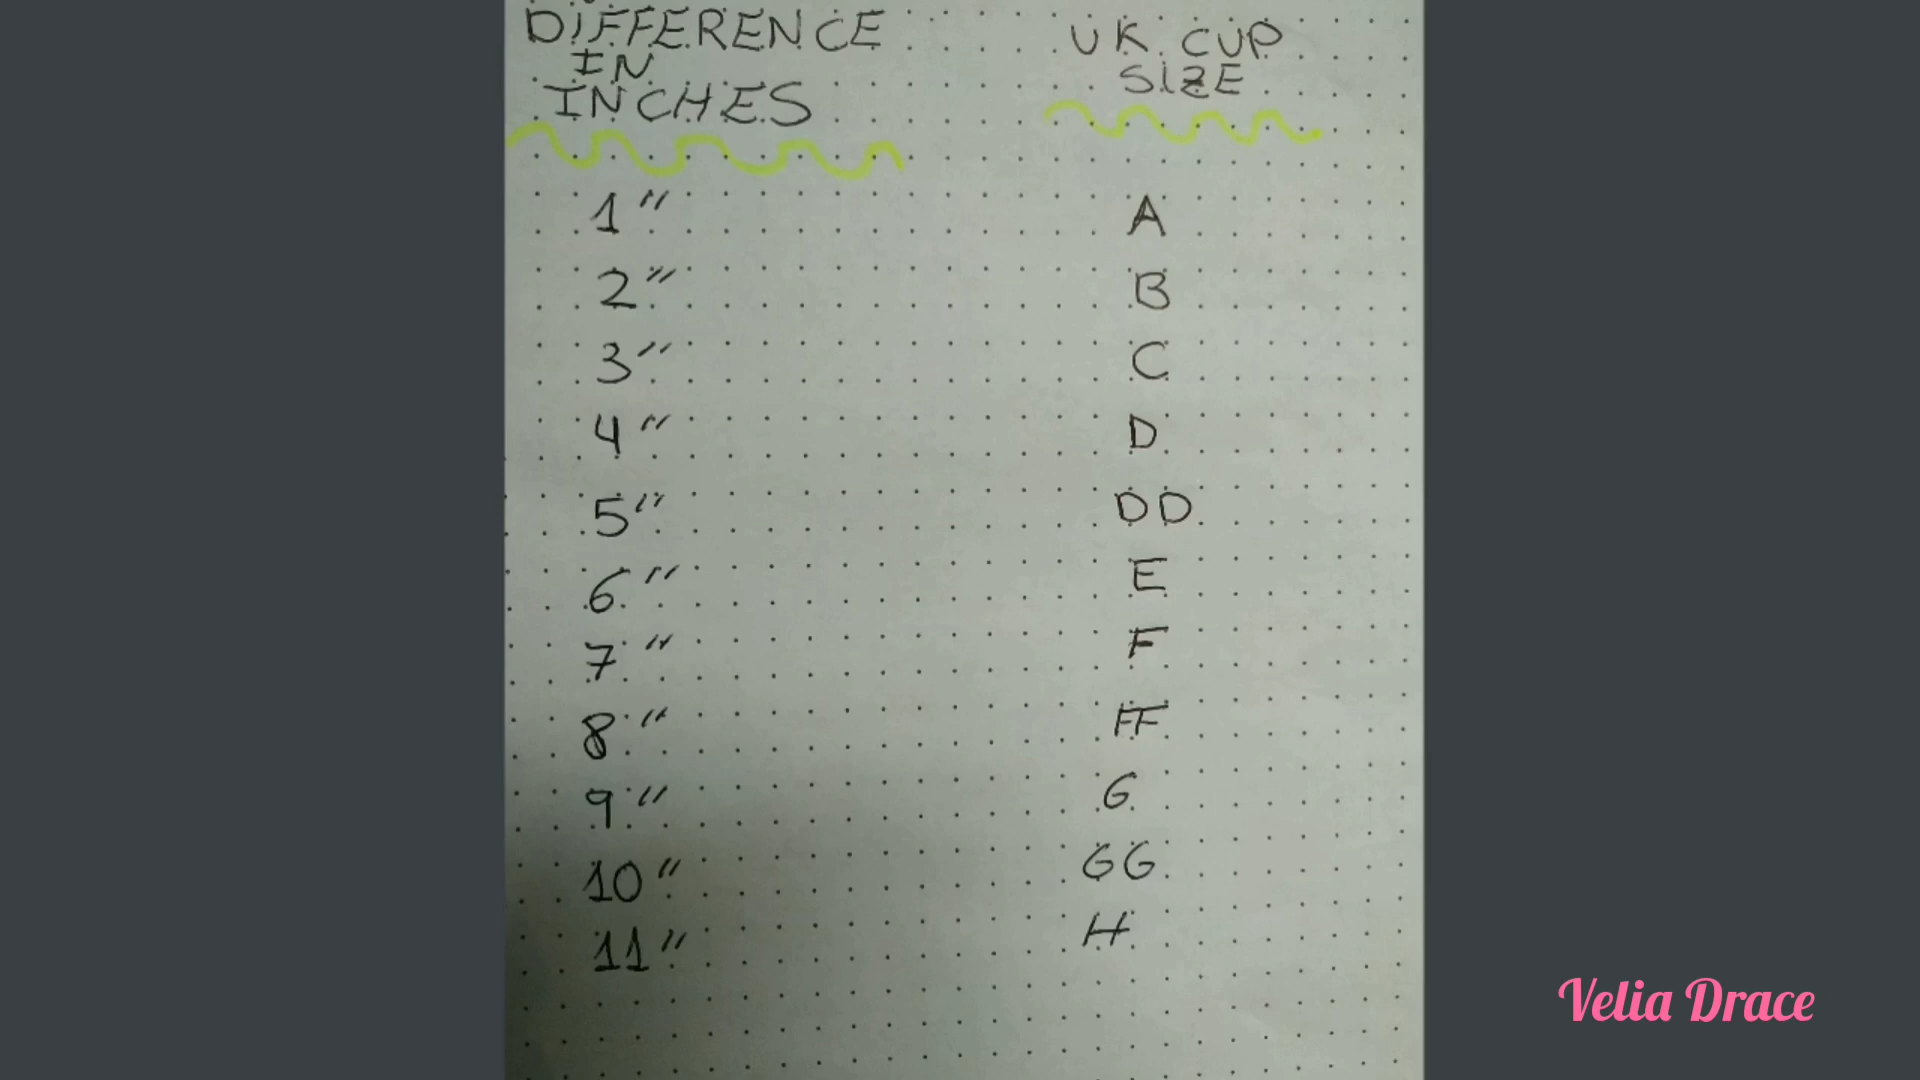 DIFFERENCE
IN
INCHES
UK CUP
SIZE
1" A
2" B
3" C
4" D
5" DD
6" E
7" F
8" FF
9" G
10" GG
11" H
Velia Drace